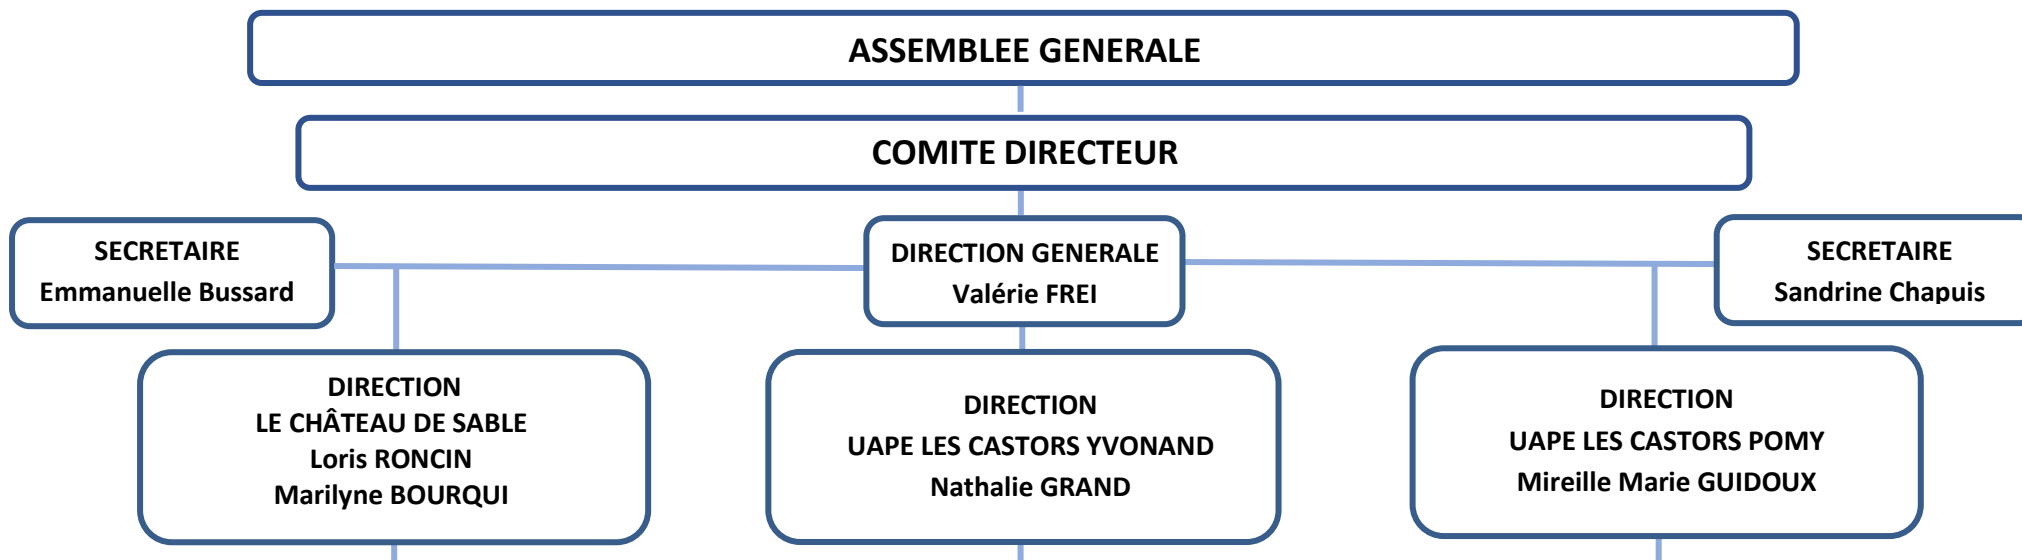 ASSEMBLEE GENERALE
COMITE DIRECTEUR
SECRETAIRE
Emmanuelle Bussard
DIRECTION GENERALE
Valérie FREI
SECRETAIRE
Sandrine Chapuis
DIRECTION
LE CHÂTEAU DE SABLE
Loris RONCIN
Marilyne BOURQUI
DIRECTION
UAPE LES CASTORS YVONAND
Nathalie GRAND
DIRECTION
UAPE LES CASTORS POMY
Mireille Marie GUIDOUX